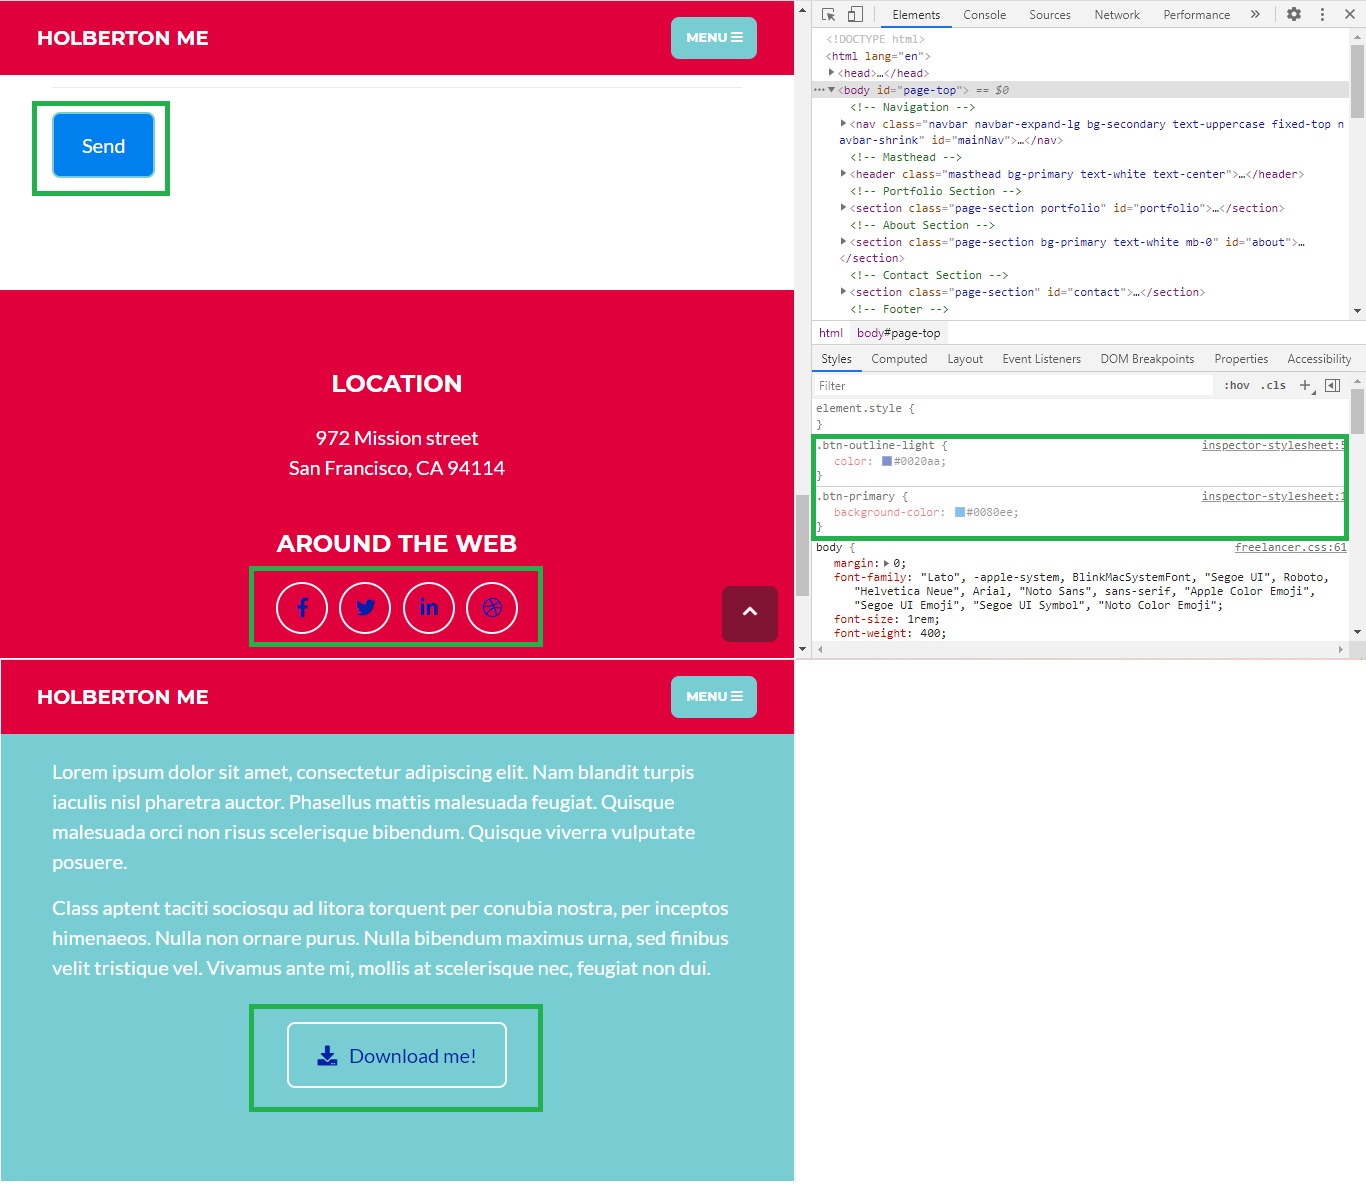 HOLBERTON ME
MENU
Send
LOCATION
972 Mission street
San Francisco, CA 94114
AROUND THE WEB
HOLBERTON ME
MENU
Lorem ipsum dolor sit amet, consectetur adipiscing elit. Nam blandit turpis
iaculis nisl pharetra auctor. Phasellus mattis malesuada feugiat. Quisque
malesuada orci non risus scelerisque bibendum. Quisque viverra vulputate
posuere.
Class aptent taciti sociosqu ad litora torquent per conubia nostra, per inceptos
himenaeos. Nulla non ornare purus. Nulla bibendum maximus urna, sed finibus
velit tristique vel. Vivamus ante mi, mollis at scelerisque nec, feugiat non dui.
Download me!
Elements Console Sources Network Performance »
<!DOCTYPE html>
<html lang="en">
<head>…</head>
<body id="page-top"> == $0
<!-- Navigation -->
<nav class="navbar navbar-expand-lg bg-secondary text-uppercase fixed-top n
avbar-shrink" id="mainNav">…</nav>
<!-- Masthead -->
<header class="masthead bg-primary text-white text-center">…</header>
<!-- Portfolio Section -->
<section class="page-section portfolio" id="portfolio">…</section>
<!-- About Section -->
<section class="page-section bg-primary text-white mb-0" id="about">…
</section>
<!-- Contact Section -->
<section class="page-section" id="contact">…</section>
<!-- Footer -->
html body#page-top
Styles Computed Layout Event Listeners DOM Breakpoints Properties Accessibility
Filter :hov .cls +
element.style {
}
.btn-outline-light { inspector-stylesheet:5
color: #0020aa;
}
.btn-primary { inspector-stylesheet:1
background-color: #0080ee;
}
body { freelancer.css:61
margin: 0;
font-family: "Lato", -apple-system, BlinkMacSystemFont, "Segoe UI", Roboto,
"Helvetica Neue", Arial, "Noto Sans", sans-serif, "Apple Color Emoji",
"Segoe UI Emoji", "Segoe UI Symbol", "Noto Color Emoji";
font-size: 1rem;
font-weight: 400;